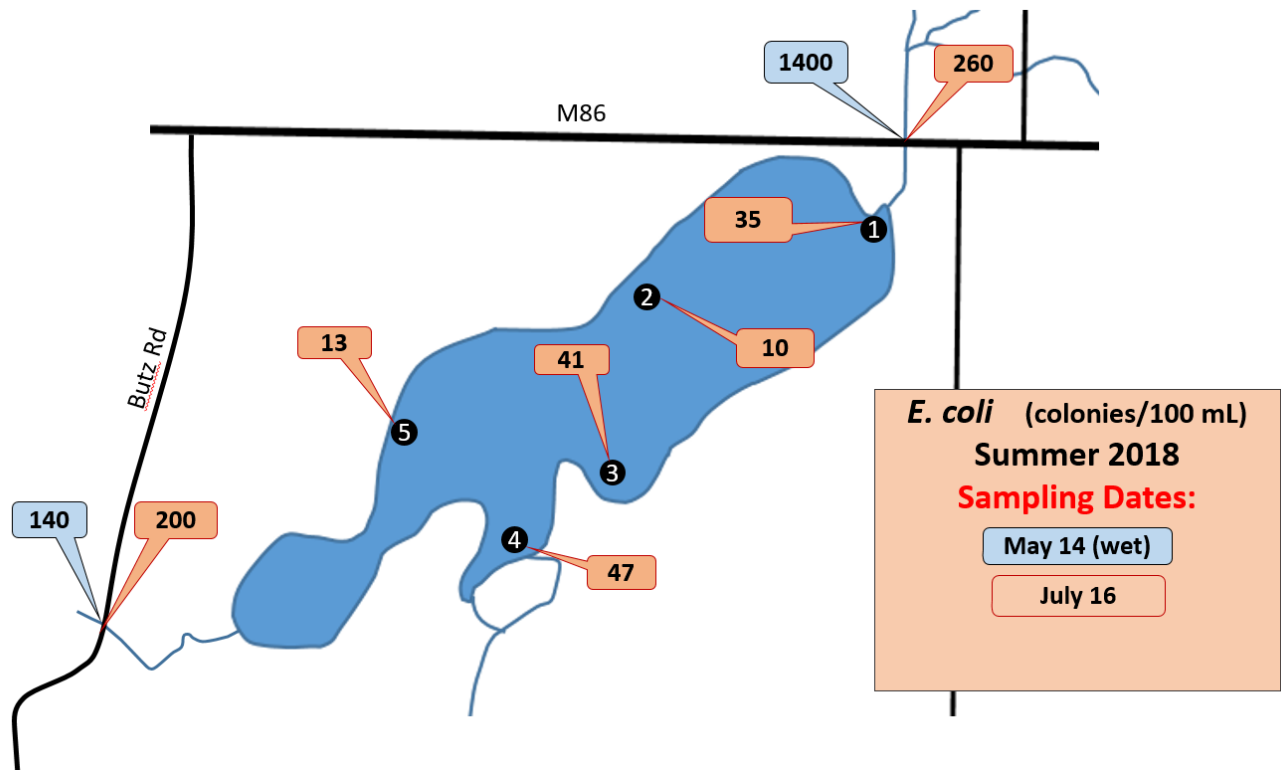 1400
260
M86
35
1
2
10
13
41
Butz Rd
5
3
140
200
4
47
E. coli (colonies/100 mL)
Summer 2018
Sampling Dates:
May 14 (wet)
July 16